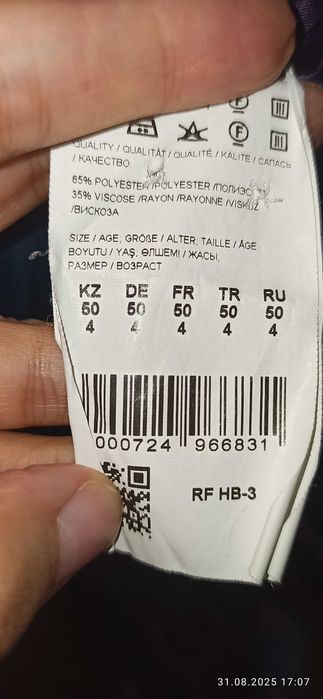 QUALITY / QUALITÄT / QUALITÉ / KALITE / САПАСЫ
/ КАЧЕСТВО
65% POLYESTER /POLYESTER /ПОЛИЭС
35% VISCOSE /RAYON /RAYONNE /VISKOZ
/ВИСКОЗА
SIZE / AGE; GRÖßE / ALTER; TAILLE / ÂGE
BOYUTU / YAŞ; ӨЛШЕМІ / ЖАСЫ;
РАЗМЕР / ВОЗРАСТ
KZ DE FR TR RU
50 50 50 50 50
4 4 4 4 4
000724 966831
RF HB-3
31.08.2025 17:07